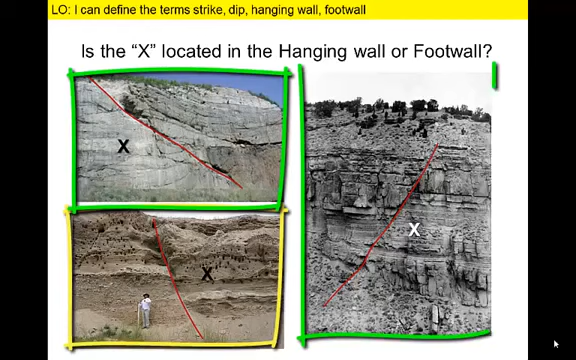 LO: I can define the terms strike, dip, hanging wall, footwall
Is the “X” located in the Hanging wall or Footwall?
X
X
X